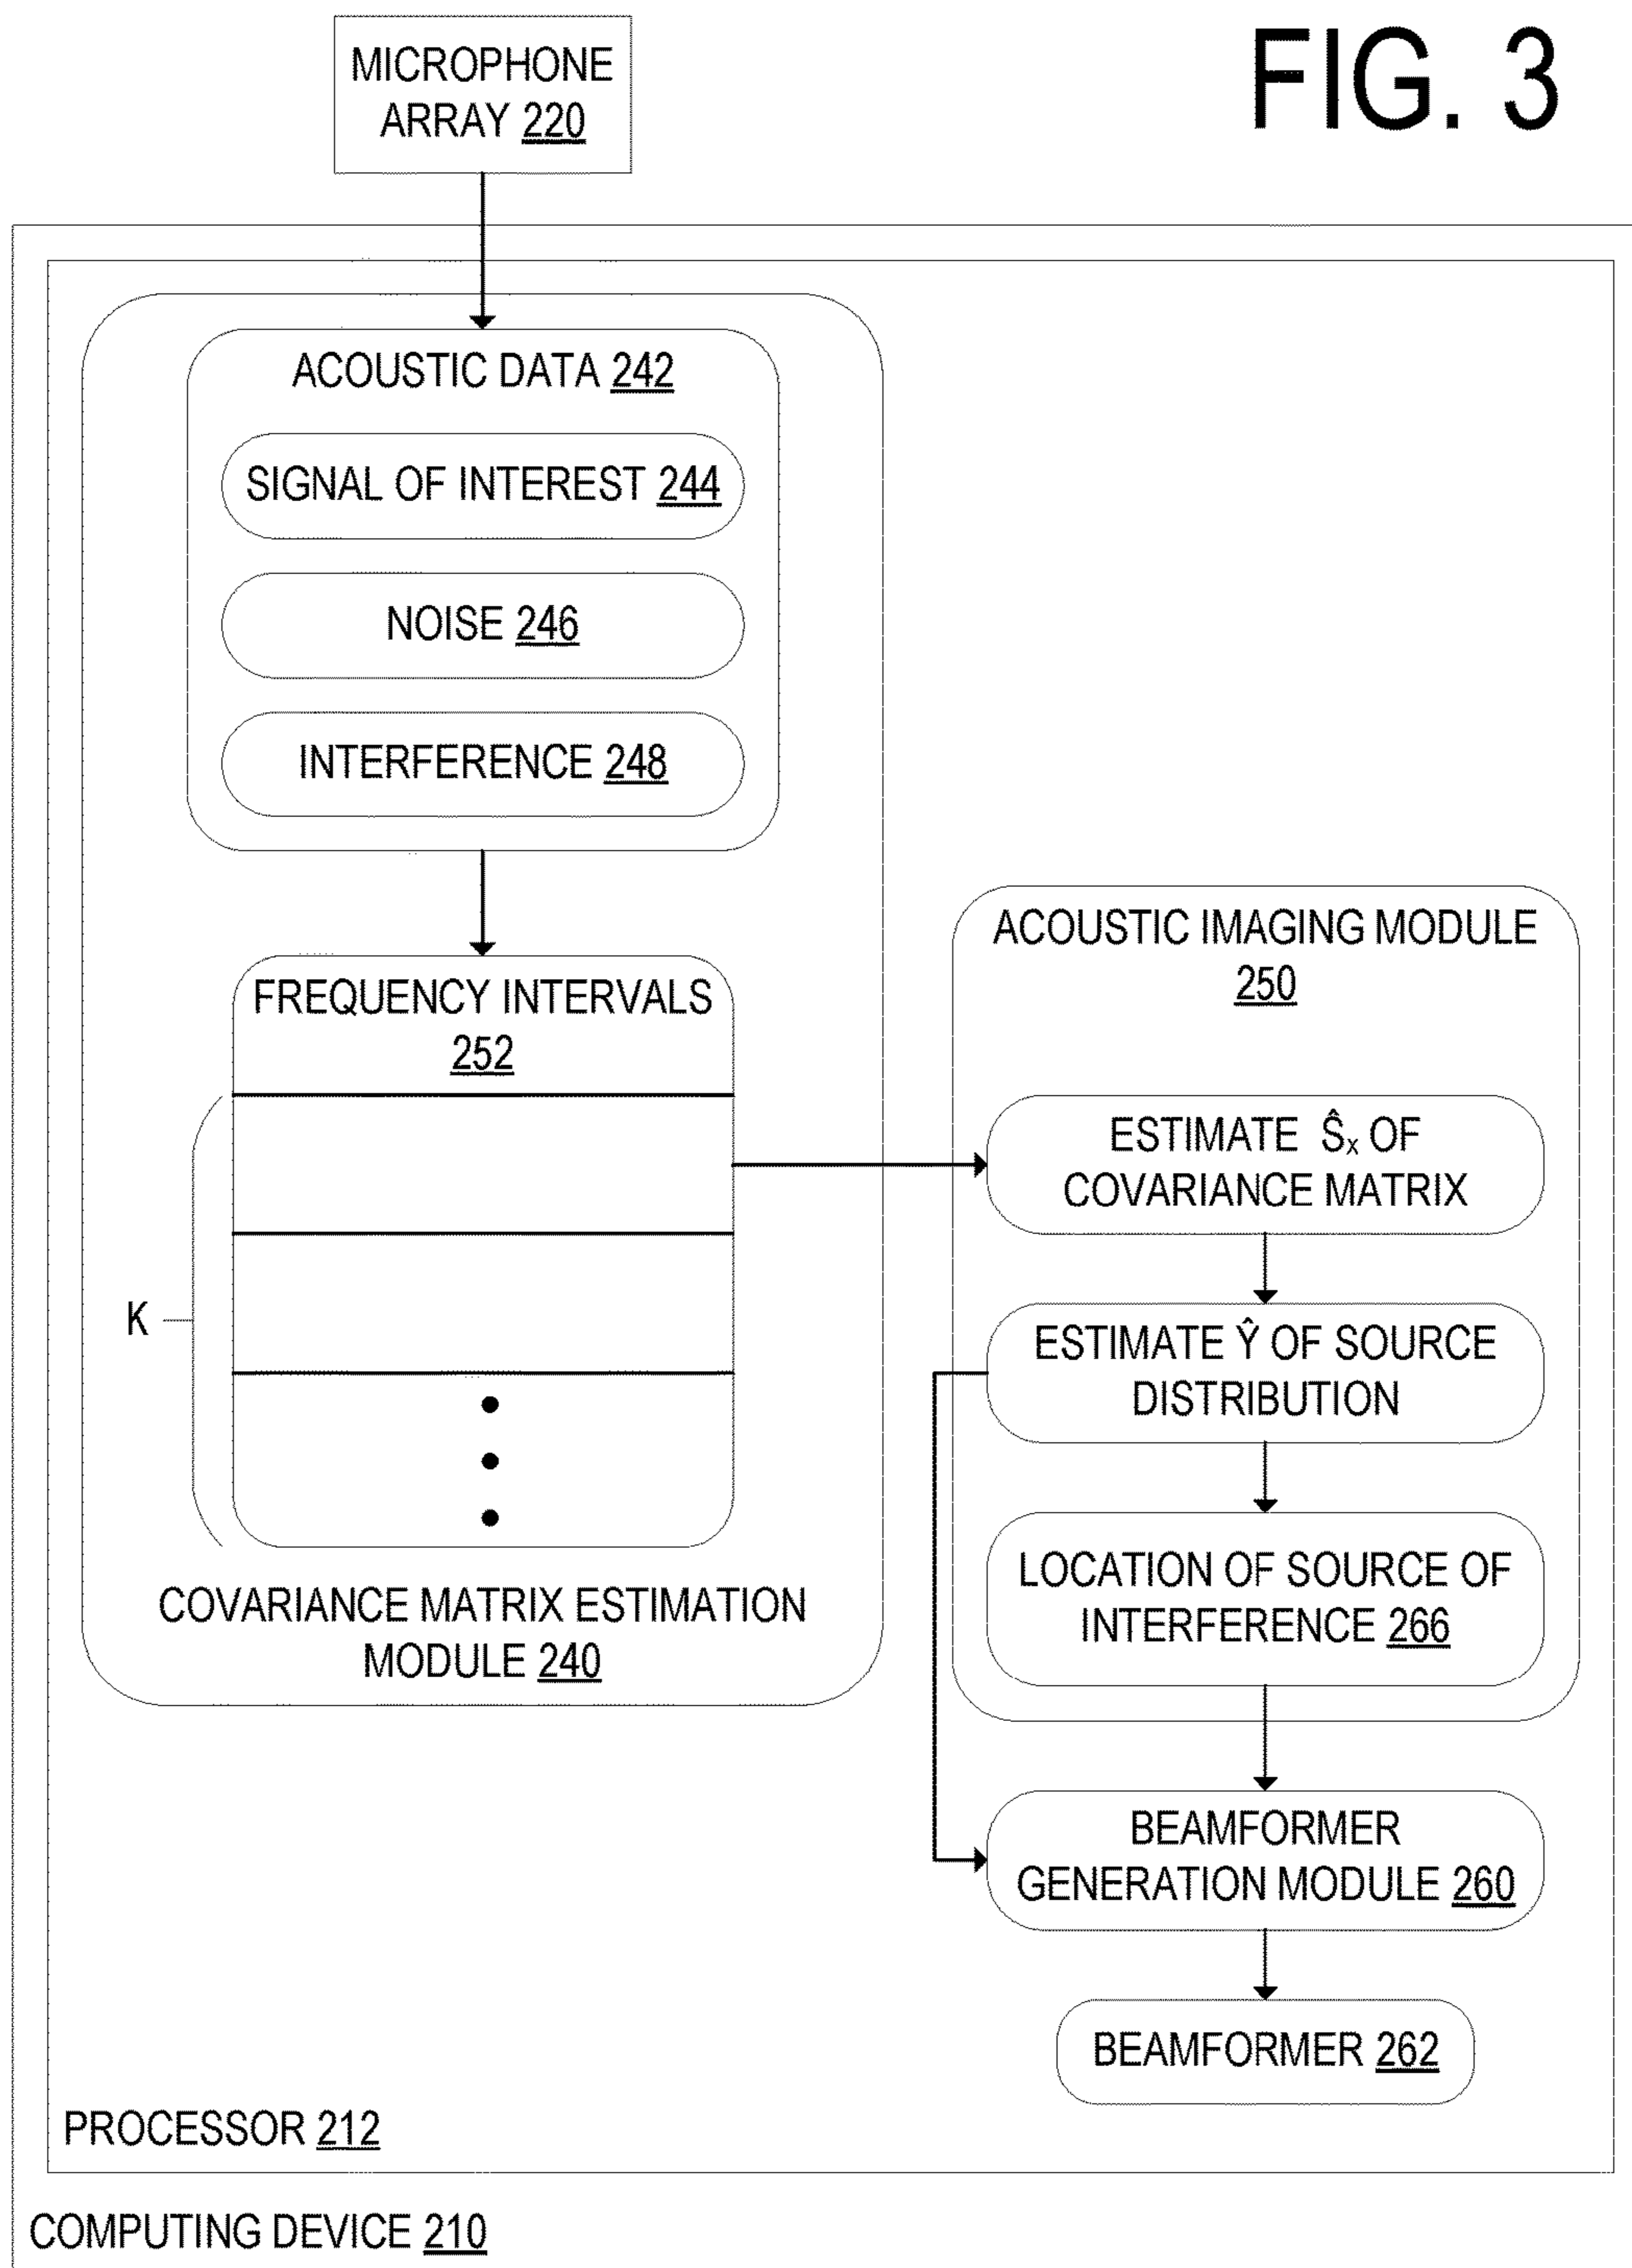 FIG. 3
MICROPHONE
ARRAY 220
ACOUSTIC DATA 242
SIGNAL OF INTEREST 244
NOISE 246
INTERFERENCE 248
FREQUENCY INTERVALS
252
K
COVARIANCE MATRIX ESTIMATION
MODULE 240
ACOUSTIC IMAGING MODULE
250
ESTIMATE Ŝₓ OF
COVARIANCE MATRIX
ESTIMATE Ŷ OF SOURCE
DISTRIBUTION
LOCATION OF SOURCE OF
INTERFERENCE 266
BEAMFORMER
GENERATION MODULE 260
BEAMFORMER 262
PROCESSOR 212
COMPUTING DEVICE 210